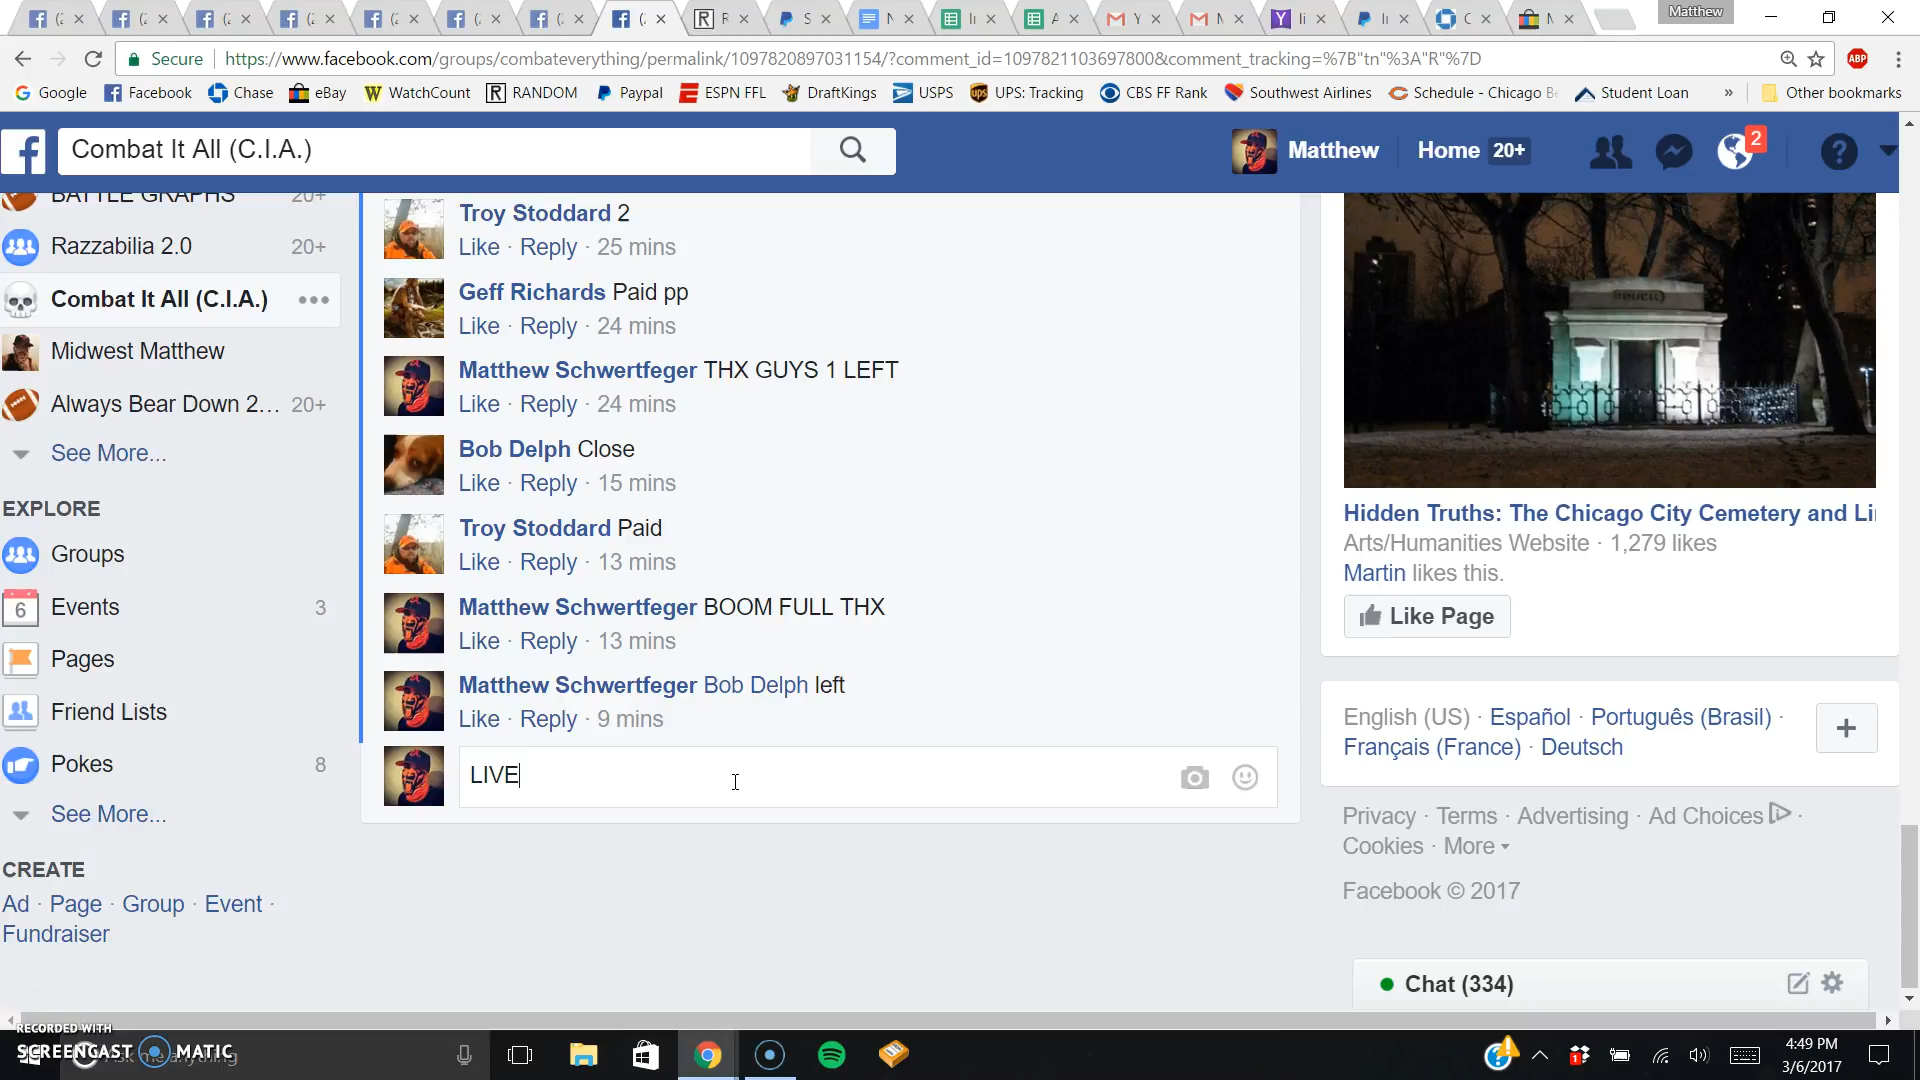 Matthew
Secure https://www.facebook.com/groups/combateverything/permalink/1097820897031154/?comment_id=1097821103697800&comment_tracking=%7B"tn"%3A"R"%7D
ABP
Google Facebook Chase eBay WatchCount RANDOM Paypal ESPN FFL DraftKings USPS UPS: Tracking CBS FF Rank Southwest Airlines Schedule - Chicago Be Student Loan » Other bookmarks
Combat It All (C.I.A.)
Matthew Home 20+ 2
BATTLE GRAPHS 20+
Razzabilia 2.0 20+
Combat It All (C.I.A.)
Midwest Matthew
Always Bear Down 2... 20+
See More...
EXPLORE
Groups
6 Events 3
Pages
Friend Lists
Pokes 8
See More...
CREATE
Ad · Page · Group · Event ·
Fundraiser
Troy Stoddard 2
Like · Reply · 25 mins
Geff Richards Paid pp
Like · Reply · 24 mins
Matthew Schwertfeger THX GUYS 1 LEFT
Like · Reply · 24 mins
Bob Delph Close
Like · Reply · 15 mins
Troy Stoddard Paid
Like · Reply · 13 mins
Matthew Schwertfeger BOOM FULL THX
Like · Reply · 13 mins
Matthew Schwertfeger Bob Delph left
Like · Reply · 9 mins
LIVE
Hidden Truths: The Chicago City Cemetery and Li
Arts/Humanities Website · 1,279 likes
Martin likes this.
Like Page
English (US) · Español · Português (Brasil) ·
Français (France) · Deutsch
Privacy · Terms · Advertising · Ad Choices ·
Cookies · More
Facebook © 2017
Chat (334)
RECORDED WITH
SCREENCAST MATIC
Ask me anything
4:49 PM
3/6/2017